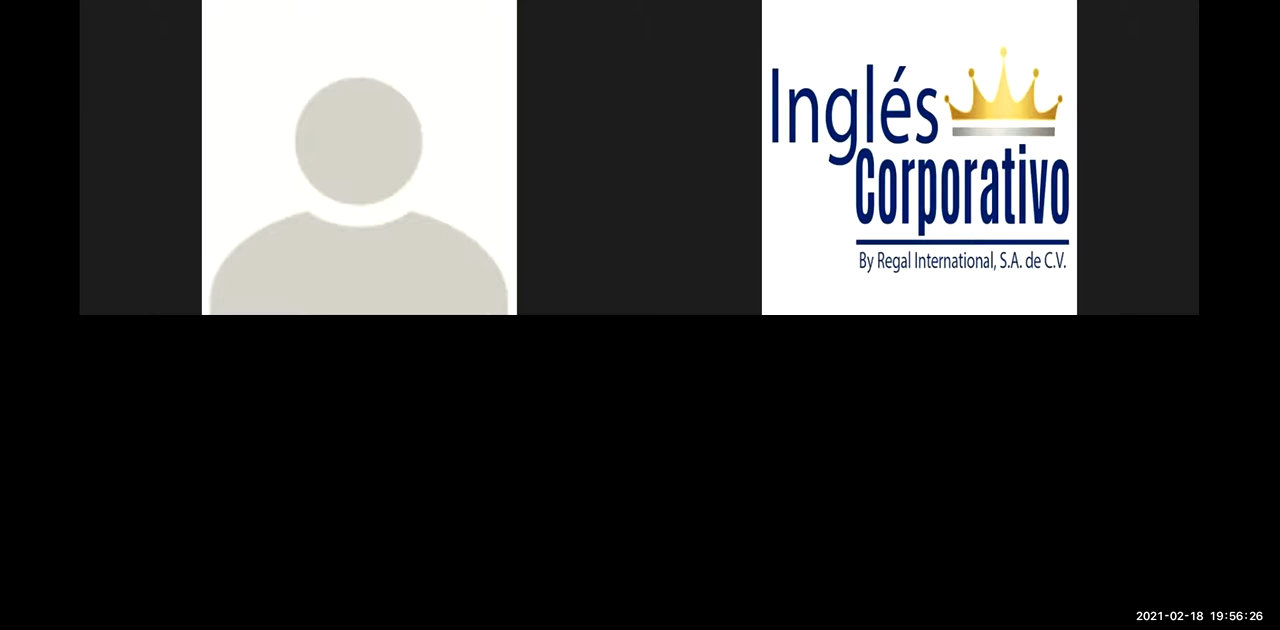 Inglés
Corporativo
By Regal International, S.A. de C.V.
2021-02-18 19:56:26